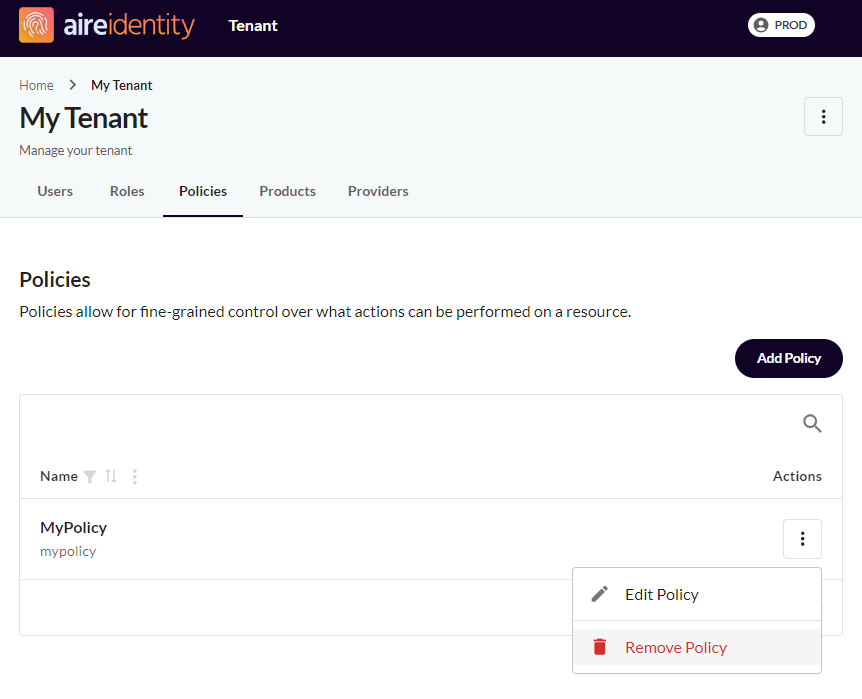 aireidentity Tenant PROD
Home My Tenant
My Tenant
Manage your tenant
Users Roles Policies Products Providers
Policies
Policies allow for fine-grained control over what actions can be performed on a resource.
Add Policy
Name Actions
MyPolicy
mypolicy
Edit Policy
Remove Policy